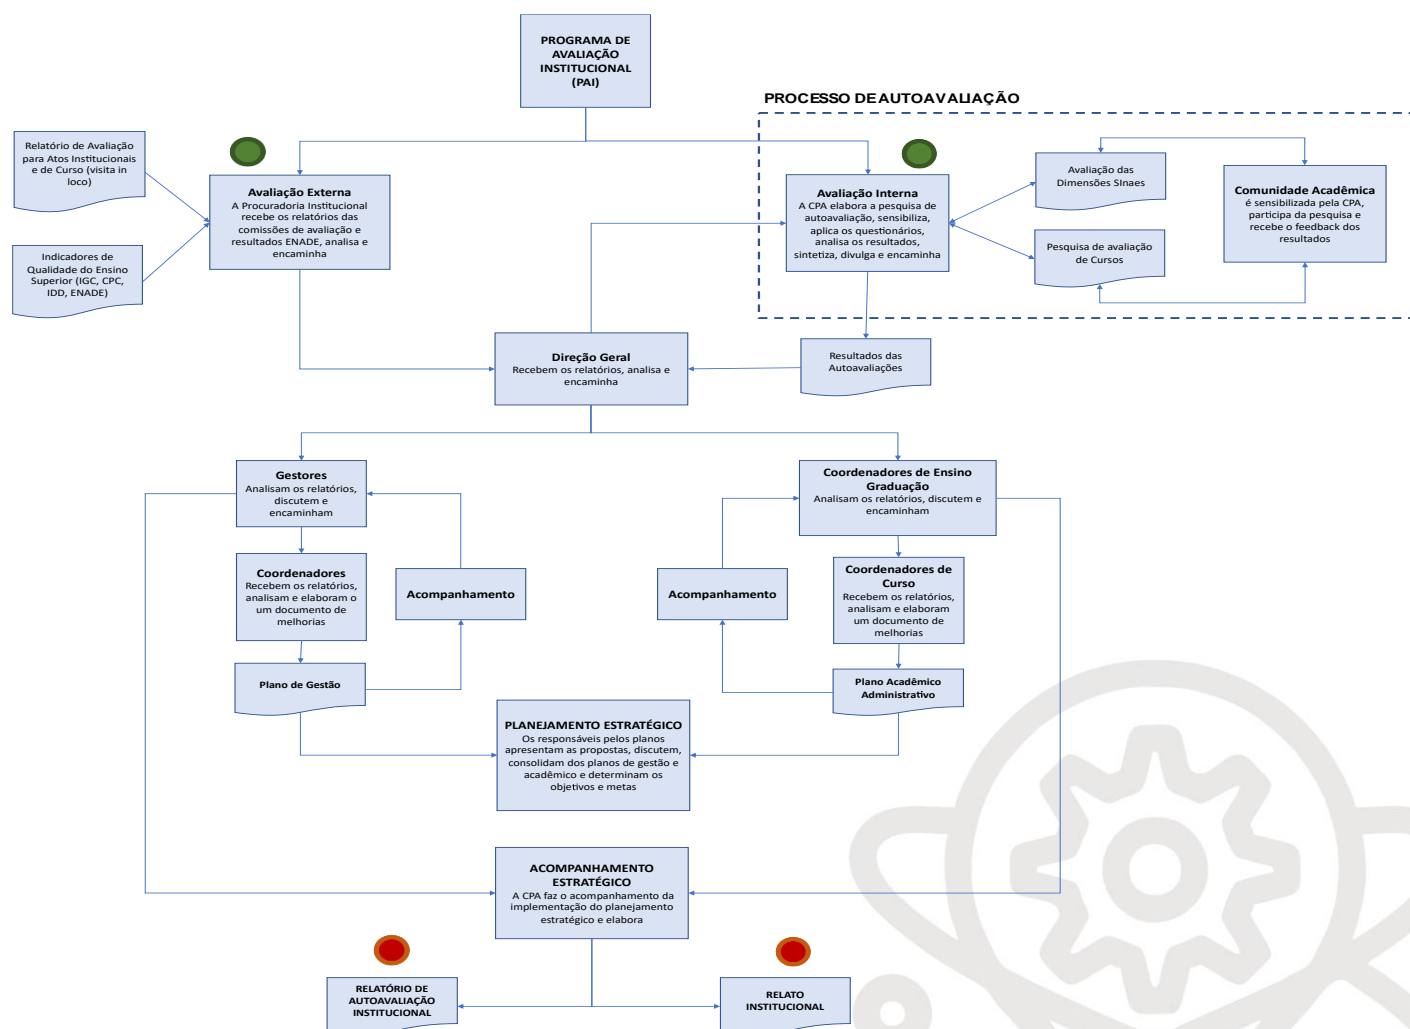 PROGRAMA DE
AVALIAÇÃO
INSTITUCIONAL
(PAI)
PROCESSO DE AUTOAVALIAÇÃO
Relatório de Avaliação
para Atos Institucionais
e de Curso (visita in
loco)
Indicadores de
Qualidade do Ensino
Superior (IGC, CPC,
IDD, ENADE)
Avaliação Externa
A Procuradoria Institucional
recebe os relatórios das
comissões de avaliação e
resultados ENADE, analisa e
encaminha
Avaliação Interna
A CPA elabora a pesquisa de
autoavaliação, sensibiliza,
aplica os questionários,
analisa os resultados,
sintetiza, divulga e encaminha
Avaliação das
Dimensões SInaes
Pesquisa de avaliação
de Cursos
Comunidade Acadêmica
é sensibilizada pela CPA,
participa da pesquisa e
recebe o feedback dos
resultados
Direção Geral
Recebem os relatórios, analisa e
encaminha
Resultados das
Autoavaliações
Gestores
Analisam os relatórios,
discutem e
encaminham
Coordenadores de Ensino
Graduação
Analisam os relatórios, discutem e
encaminham
Coordenadores
Recebem os relatórios,
analisam e elaboram o
um documento de
melhorias
Acompanhamento
Acompanhamento
Coordenadores de
Curso
Recebem os relatórios,
analisam e elaboram
um documento de
melhorias
Plano de Gestão
Plano Acadêmico
Administrativo
PLANEJAMENTO ESTRATÉGICO
Os responsáveis pelos planos
apresentam as propostas, discutem,
consolidam dos planos de gestão e
acadêmico e determinam os
objetivos e metas
ACOMPANHAMENTO
ESTRATÉGICO
A CPA faz o acompanhamento da
implementação do planejamento
estratégico e elabora
RELATÓRIO DE
AUTOAVALIAÇÃO
INSTITUCIONAL
RELATO
INSTITUCIONAL